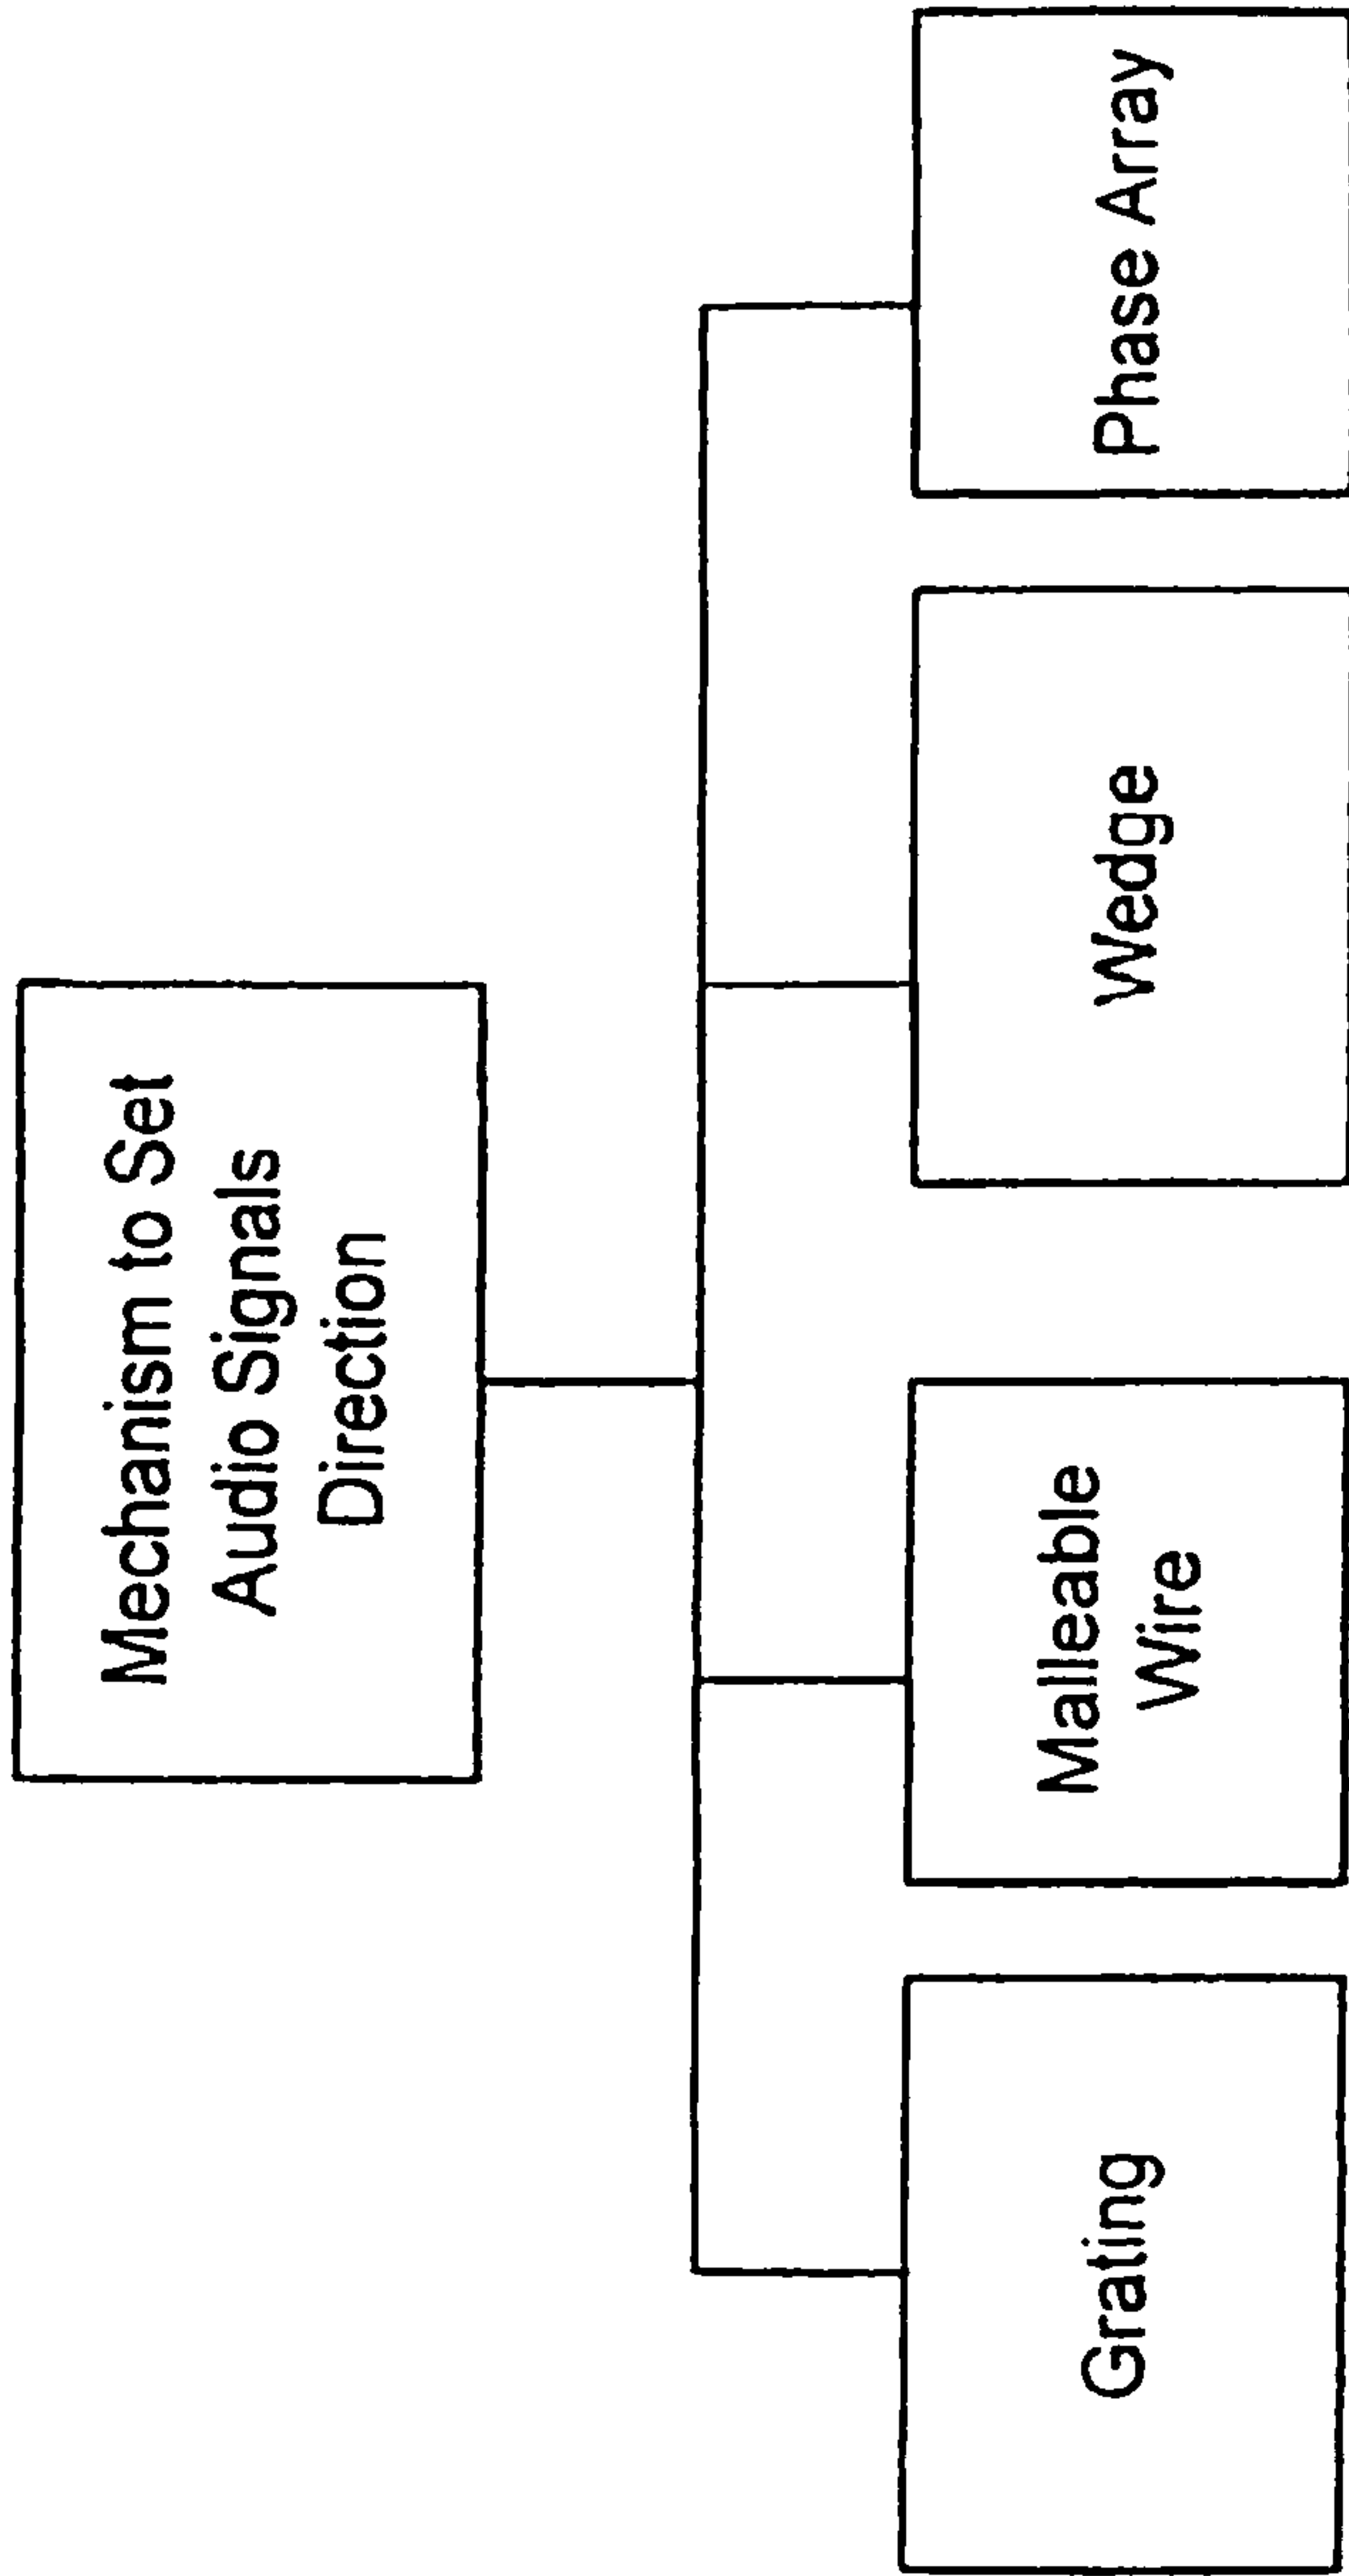 Mechanism to Set
Audio Signals
Direction
Grating
Malleable
Wire
Wedge
Phase Array